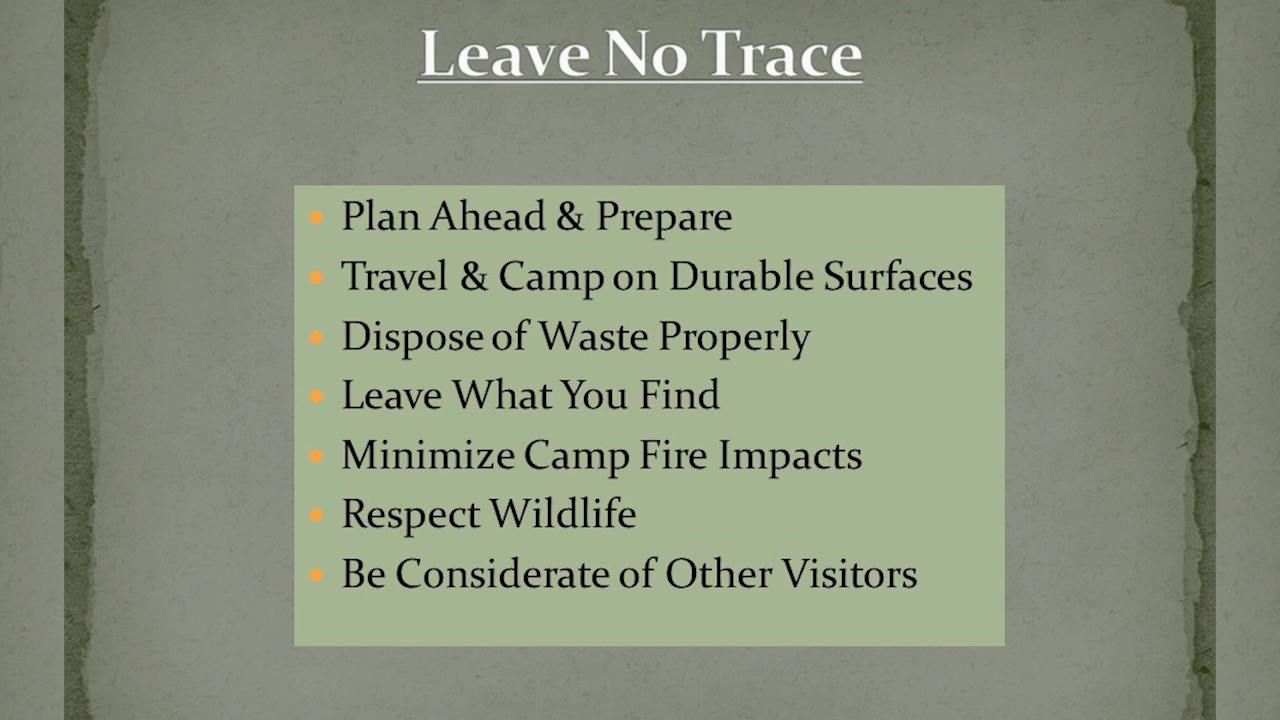 Leave No Trace
• Plan Ahead & Prepare
• Travel & Camp on Durable Surfaces
• Dispose of Waste Properly
• Leave What You Find
• Minimize Camp Fire Impacts
• Respect Wildlife
• Be Considerate of Other Visitors